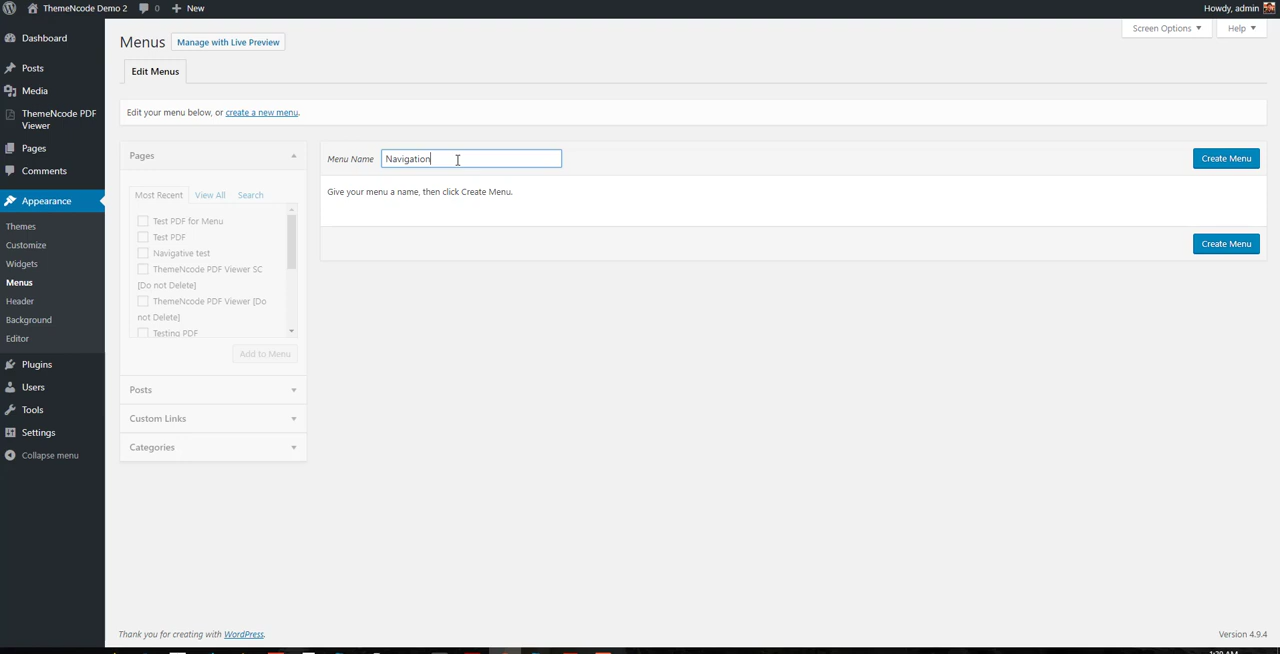 ThemeNcode Demo 2
0
New
Howdy, admin
Dashboard
Posts
Media
ThemeNcode PDF
Viewer
Pages
Comments
Appearance
Themes
Customize
Widgets
Menus
Header
Background
Editor
Plugins
Users
Tools
Settings
Collapse menu
Screen Options
Help
Menus
Manage with Live Preview
Edit Menus
Edit your menu below, or create a new menu.
Pages
Most Recent
View All
Search
Test PDF for Menu
Test PDF
Navigative test
ThemeNcode PDF Viewer SC
[Do not Delete]
ThemeNcode PDF Viewer [Do
not Delete]
Testing PDF
Add to Menu
Posts
Custom Links
Categories
Menu Name
Navigation
Create Menu
Give your menu a name, then click Create Menu.
Create Menu
Thank you for creating with WordPress.
Version 4.9.4